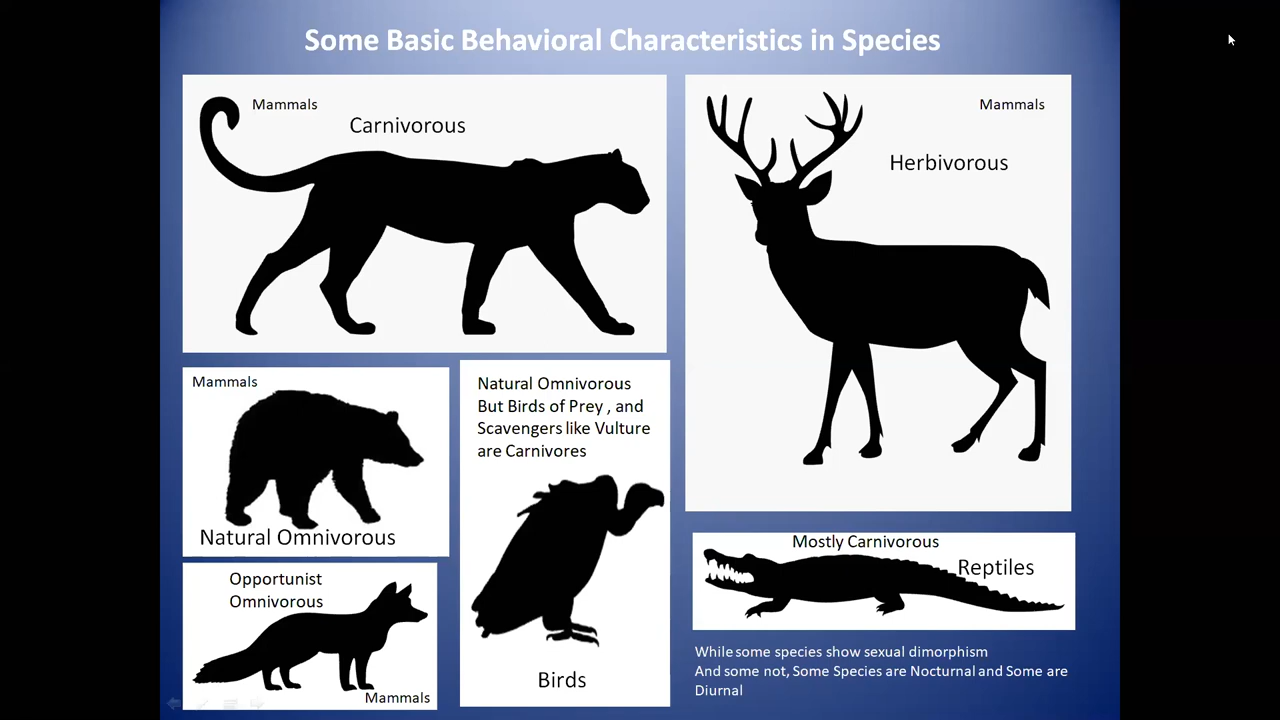 Some Basic Behavioral Characteristics in Species
Mammals
Carnivorous
Mammals
Herbivorous
Mammals
Natural Omnivorous
Natural Omnivorous
But Birds of Prey , and
Scavengers like Vulture
are Carnivores
Birds
Opportunist
Omnivorous
Mammals
Mostly Carnivorous
Reptiles
While some species show sexual dimorphism
And some not, Some Species are Nocturnal and Some are
Diurnal